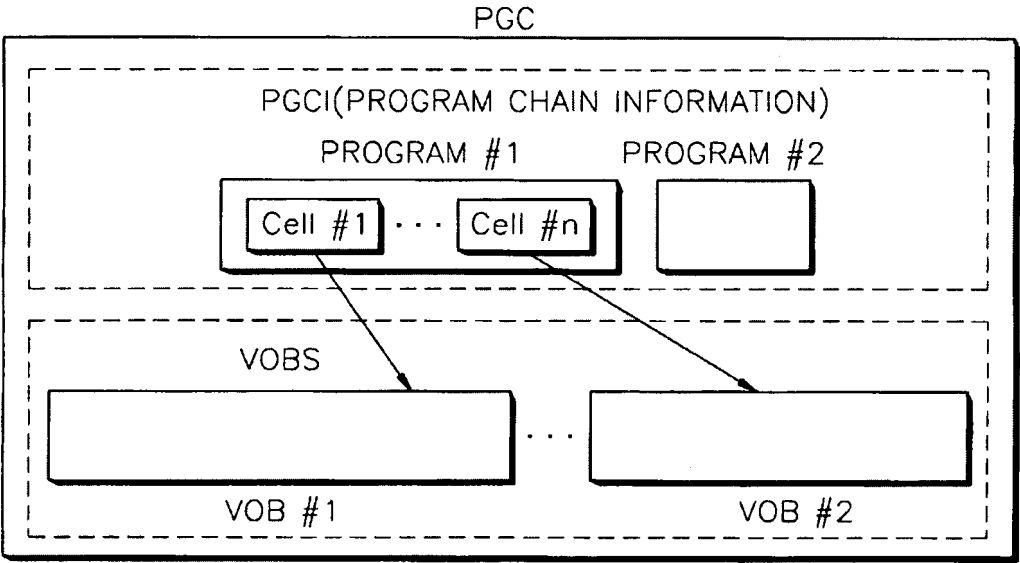 PGC
PGCI(PROGRAM CHAIN INFORMATION)
PROGRAM #1 PROGRAM #2
Cell #1 ··· Cell #n
VOBS
···
VOB #1 VOB #2